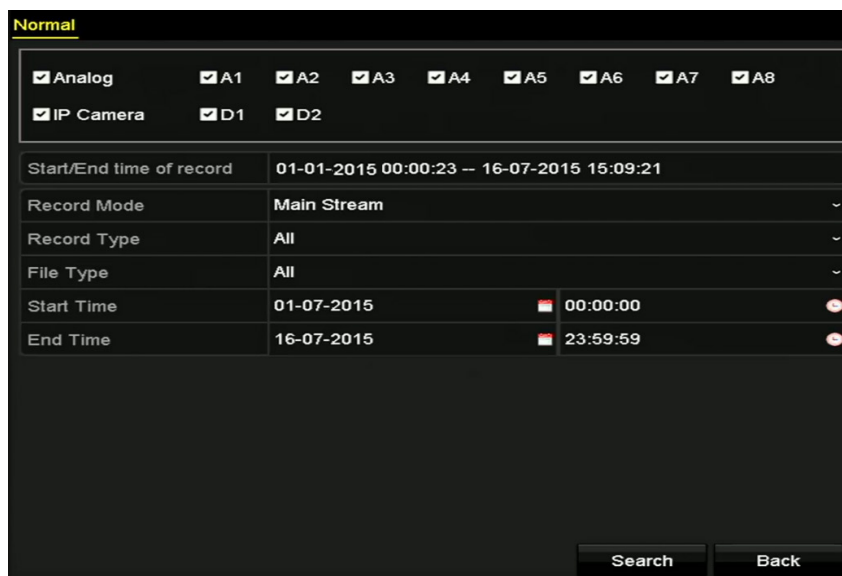 Normal
Analog A1 A2 A3 A4 A5 A6 A7 A8
IP Camera D1 D2
Start/End time of record 01-01-2015 00:00:23 -- 16-07-2015 15:09:21
Record Mode Main Stream
Record Type All
File Type All
Start Time 01-07-2015 00:00:00
End Time 16-07-2015 23:59:59
Search Back